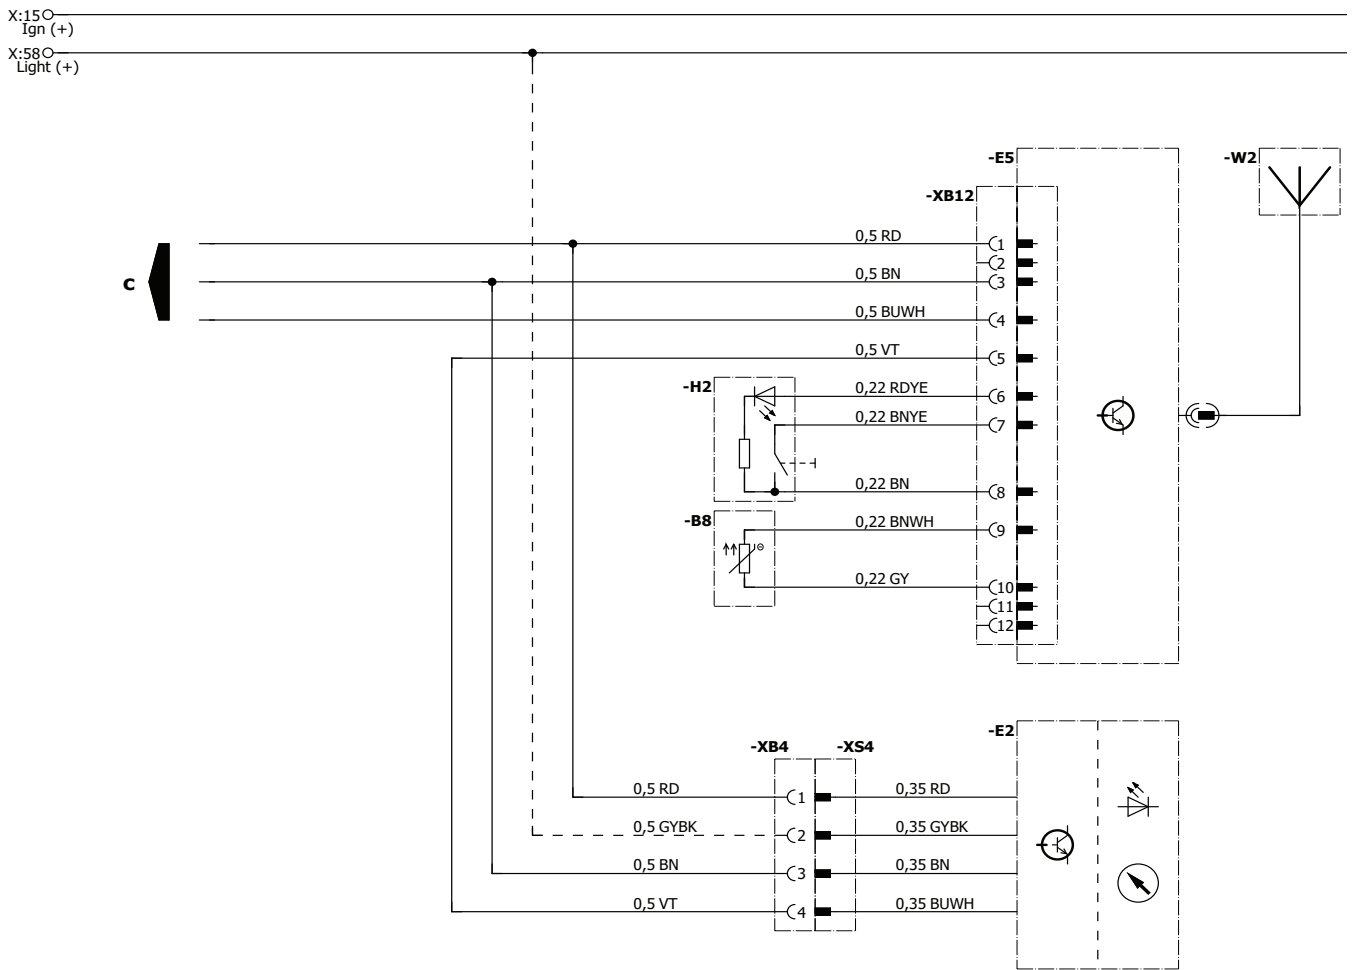 X:15
Ign (+)
X:58
Light (+)
-E5
-W2
-XB12
0,5 RD
1
2
C
0,5 BN
3
0,5 BUWH
4
0,5 VT
5
-H2
0,22 RDYE
6
0,22 BNYE
7
0,22 BN
8
-B8
0,22 BNWH
9
0,22 GY
10
11
12
-E2
-XB4
-XS4
0,5 RD
1
0,35 RD
0,5 GYBK
2
0,35 GYBK
0,5 BN
3
0,35 BN
0,5 VT
4
0,35 BUWH